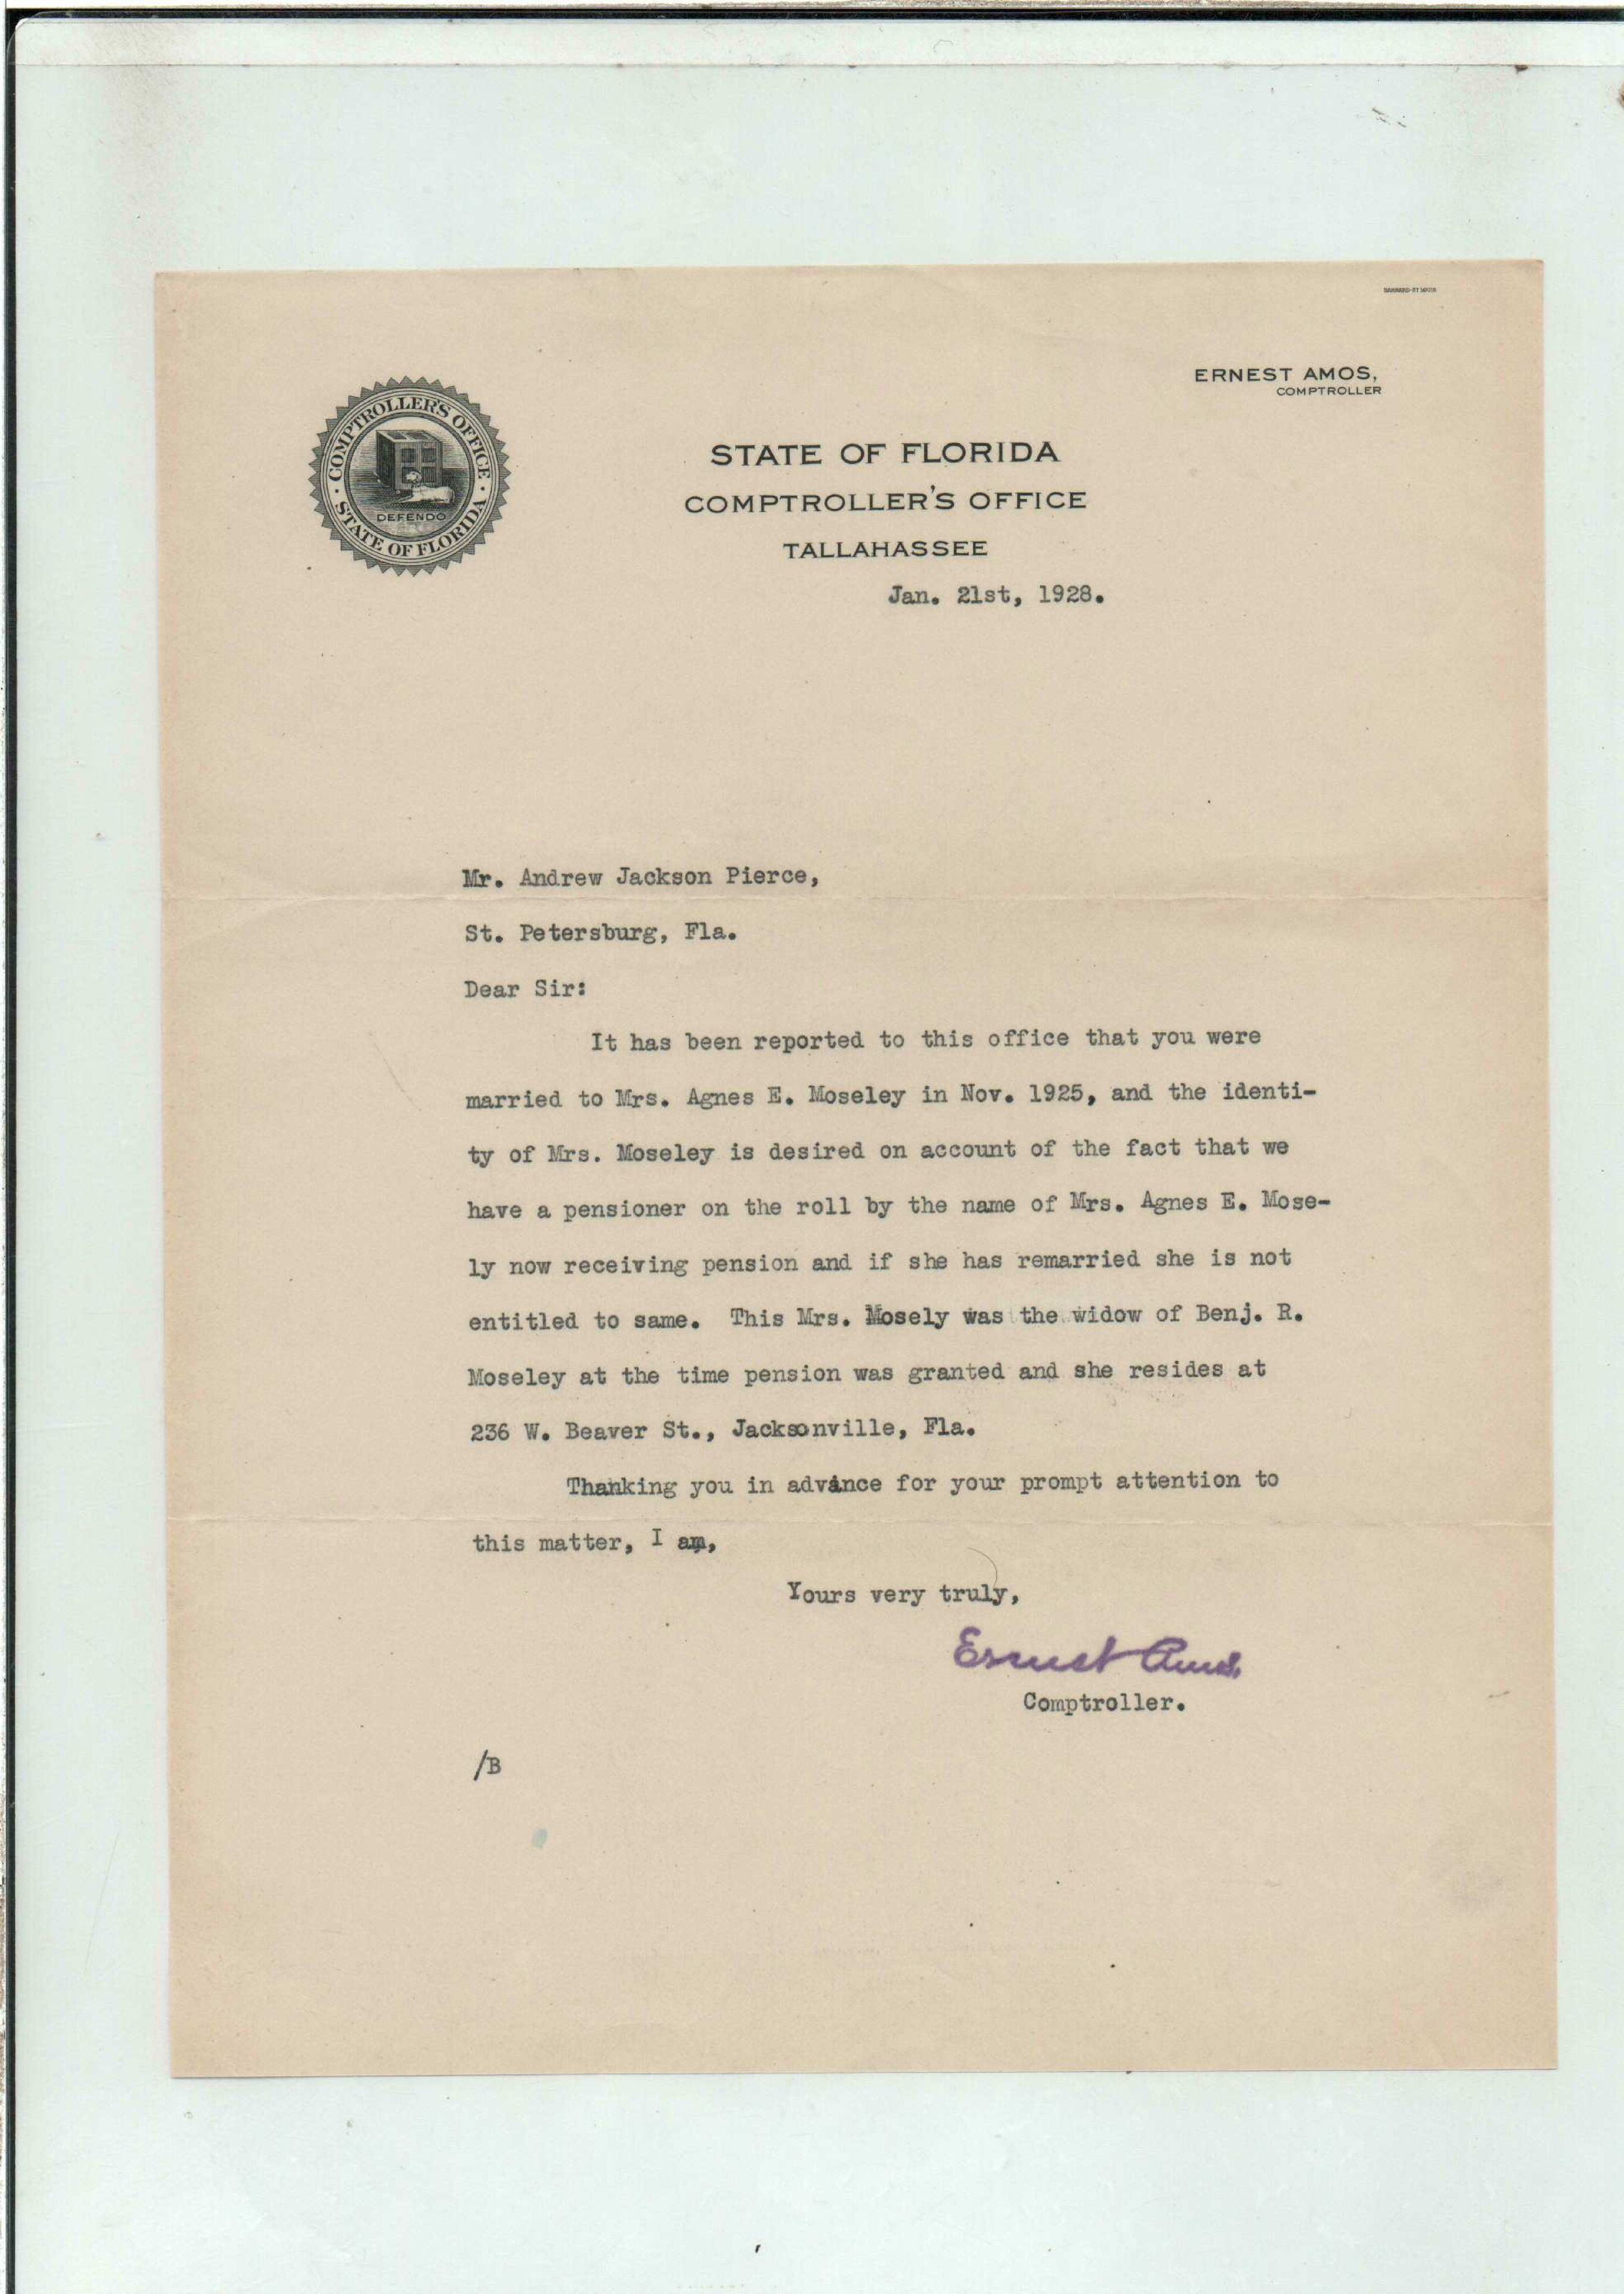 ERNEST AMOS,
COMPTROLLER
COMPTROLLER'S OFFICE
DEFENDO
STATE OF FLORIDA
STATE OF FLORIDA
COMPTROLLER'S OFFICE
TALLAHASSEE
Jan. 21st, 1928.
Mr. Andrew Jackson Pierce,
St. Petersburg, Fla.
Dear Sir:
It has been reported to this office that you were
married to Mrs. Agnes E. Moseley in Nov. 1925, and the identi-
ty of Mrs. Moseley is desired on account of the fact that we
have a pensioner on the roll by the name of Mrs. Agnes E. Mose-
ly now receiving pension and if she has remarried she is not
entitled to same. This Mrs. Mosely was the widow of Benj. R.
Moseley at the time pension was granted and she resides at
236 W. Beaver St., Jacksonville, Fla.
Thanking you in advance for your prompt attention to
this matter, I am,
Yours very truly,
Ernest Amos
Comptroller.
/B